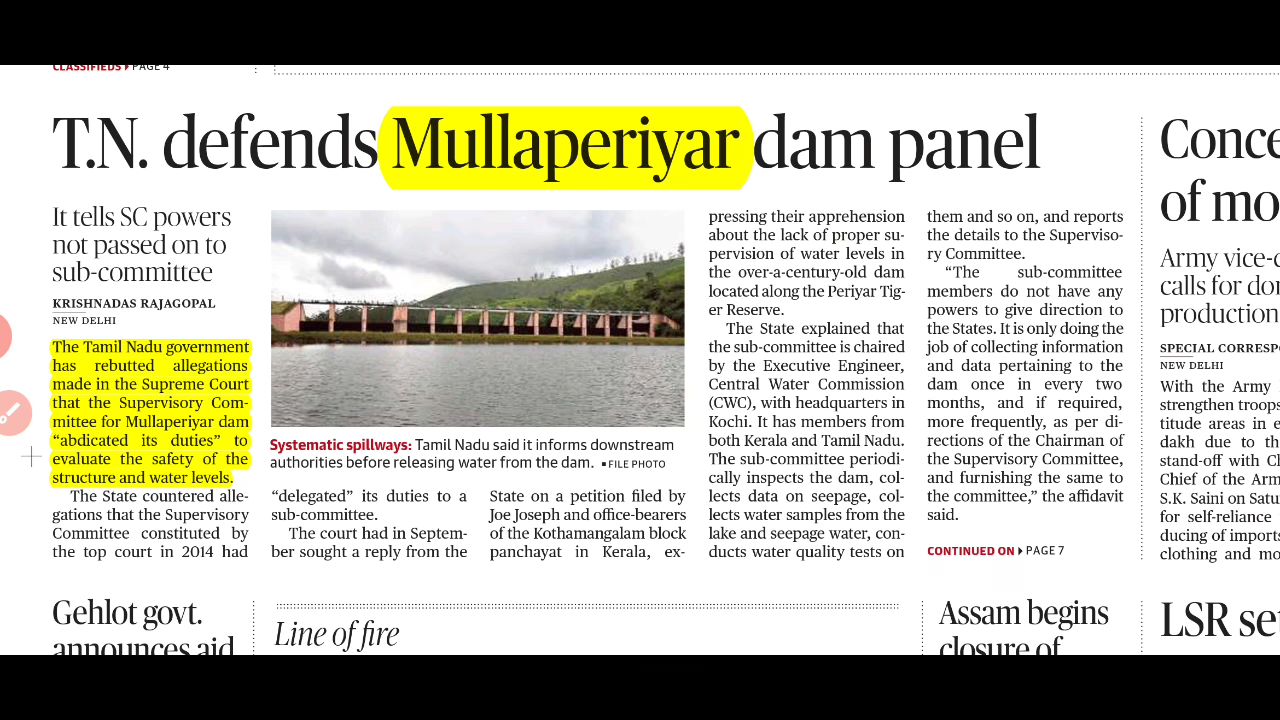 CLASSIFIEDS PAGE 4
T.N. defends Mullaperiyar dam panel
It tells SC powers
not passed on to
sub-committee
KRISHNADAS RAJAGOPAL
NEW DELHI
The Tamil Nadu government
has rebutted allegations
made in the Supreme Court
that the Supervisory Com-
mittee for Mullaperiyar dam
“abdicated its duties” to
evaluate the safety of the
structure and water levels.
The State countered alle-
gations that the Supervisory
Committee constituted by
the top court in 2014 had
Systematic spillways: Tamil Nadu said it informs downstream
authorities before releasing water from the dam. ■ FILE PHOTO
“delegated” its duties to a
sub-committee.
The court had in Septem-
ber sought a reply from the
State on a petition filed by
Joe Joseph and office-bearers
of the Kothamangalam block
panchayat in Kerala, ex-
pressing their apprehension
about the lack of proper su-
pervision of water levels in
the over-a-century-old dam
located along the Periyar Tig-
er Reserve.
The State explained that
the sub-committee is chaired
by the Executive Engineer,
Central Water Commission
(CWC), with headquarters in
Kochi. It has members from
both Kerala and Tamil Nadu.
The sub-committee periodi-
cally inspects the dam, col-
lects data on seepage, col-
lects water samples from the
lake and seepage water, con-
ducts water quality tests on
them and so on, and reports
the details to the Superviso-
ry Committee.
“The sub-committee
members do not have any
powers to give direction to
the States. It is only doing the
job of collecting information
and data pertaining to the
dam once in every two
months, and if required,
more frequently, as per di-
rections of the Chairman of
the Supervisory Committee,
and furnishing the same to
the committee,” the affidavit
said.
CONTINUED ON PAGE 7
Conce
of mo
Army vice-c
calls for dor
production
SPECIAL CORRESPO
NEW DELHI
With the Army
strengthen troops
titude areas in e
dakh due to th
stand-off with Ch
Chief of the Arm
S.K. Saini on Satu
for self-reliance
ducing of imports
clothing and mo
Gehlot govt.
announces aid
Line of fire
Assam begins
closure of
LSR set